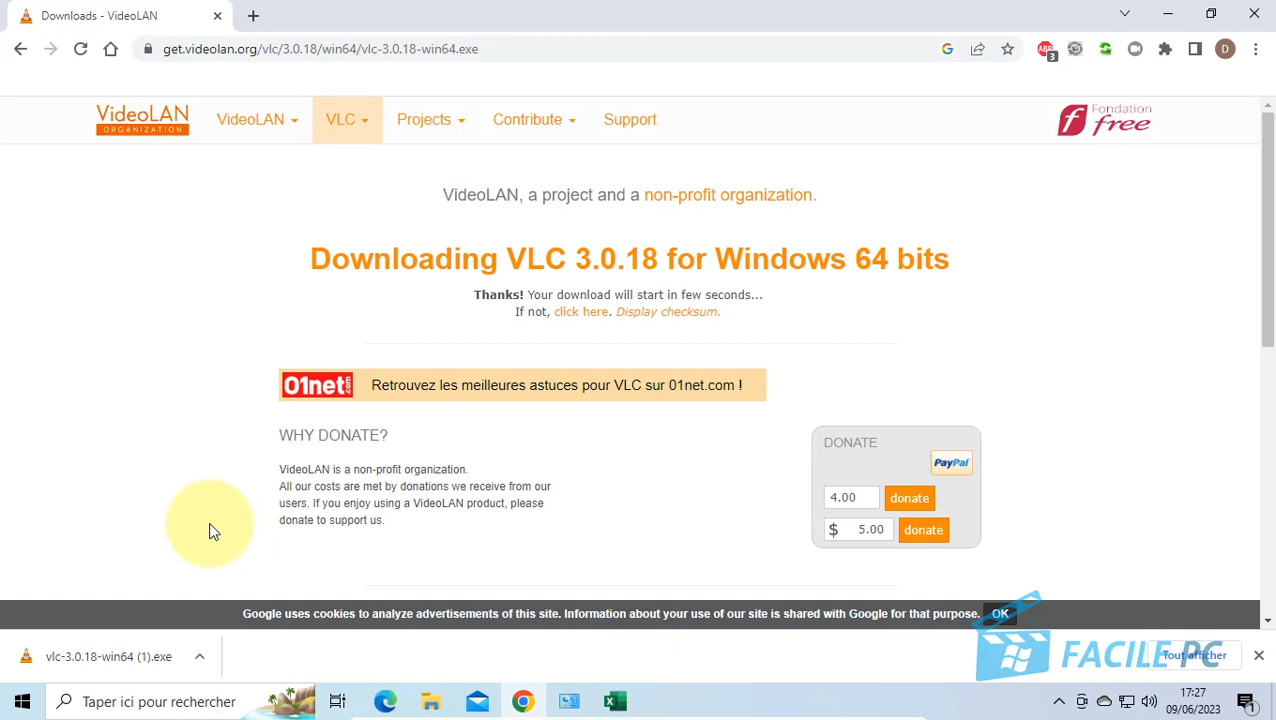 Downloads - VideoLAN
get.videolan.org/vlc/3.0.18/win64/vlc-3.0.18-win64.exe
ABP
3
D
VideoLAN
ORGANIZATION
VideoLAN
VLC
Projects
Contribute
Support
Fondation
free
VideoLAN, a project and a non-profit organization.
Downloading VLC 3.0.18 for Windows 64 bits
Thanks! Your download will start in few seconds...
If not, click here. Display checksum.
01net.com
Retrouvez les meilleures astuces pour VLC sur 01net.com !
WHY DONATE?
VideoLAN is a non-profit organization.
All our costs are met by donations we receive from our
users. If you enjoy using a VideoLAN product, please
donate to support us.
DONATE
PayPal
4.00 donate
$ 5.00 donate
Google uses cookies to analyze advertisements of this site. Information about your use of our site is shared with Google for that purpose. OK
vlc-3.0.18-win64 (1).exe
Tout afficher
FACILE PC
Taper ici pour rechercher
17:27
09/06/2023
1